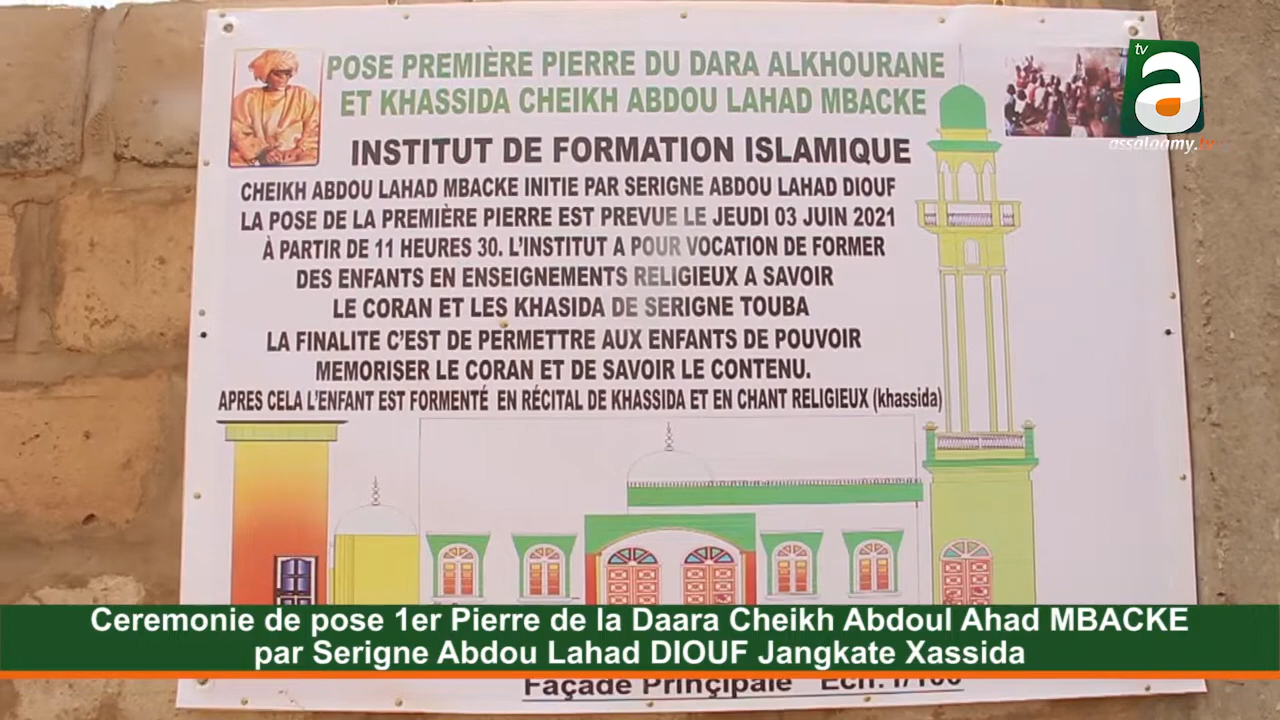 POSE PREMIÈRE PIERRE DU DARA ALKHOURANE
ET KHASSIDA CHEIKH ABDOU LAHAD MBACKE
INSTITUT DE FORMATION ISLAMIQUE
CHEIKH ABDOU LAHAD MBACKE INITIE PAR SERIGNE ABDOU LAHAD DIOUF
LA POSE DE LA PREMIÈRE PIERRE EST PREVUE LE JEUDI 03 JUIN 2021
À PARTIR DE 11 HEURES 30. L'INSTITUT A POUR VOCATION DE FORMER
DES ENFANTS EN ENSEIGNEMENTS RELIGIEUX A SAVOIR
LE CORAN ET LES KHASIDA DE SERIGNE TOUBA
LA FINALITE C'EST DE PERMETTRE AUX ENFANTS DE POUVOIR
MEMORISER LE CORAN ET DE SAVOIR LE CONTENU.
APRES CELA L'ENFANT EST FORMENTÉ EN RÉCITAL DE KHASSIDA ET EN CHANT RELIGIEUX (khassida)
tv
a
assalaamy.tv
Ceremonie de pose 1er Pierre de la Daara Cheikh Abdoul Ahad MBACKE
par Serigne Abdou Lahad DIOUF Jangkate Xassida
Façade Prinçipale Ech: 1/100